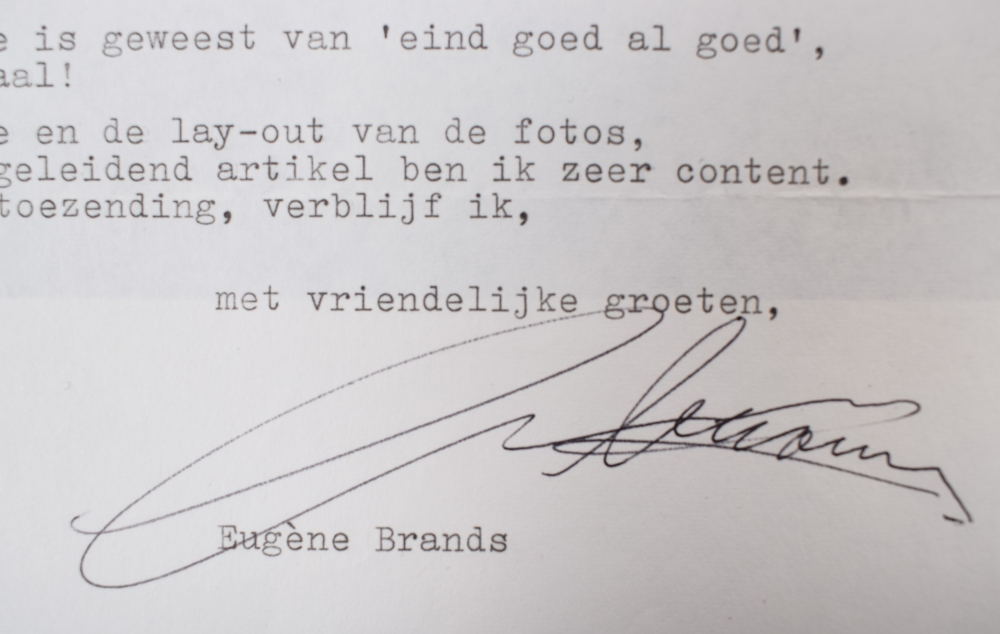 e is geweest van 'eind goed al goed',
aal!
e en de lay-out van de fotos,
geleidend artikel ben ik zeer content.
toezending, verblijf ik,
met vriendelijke groeten,
Eugène Brands